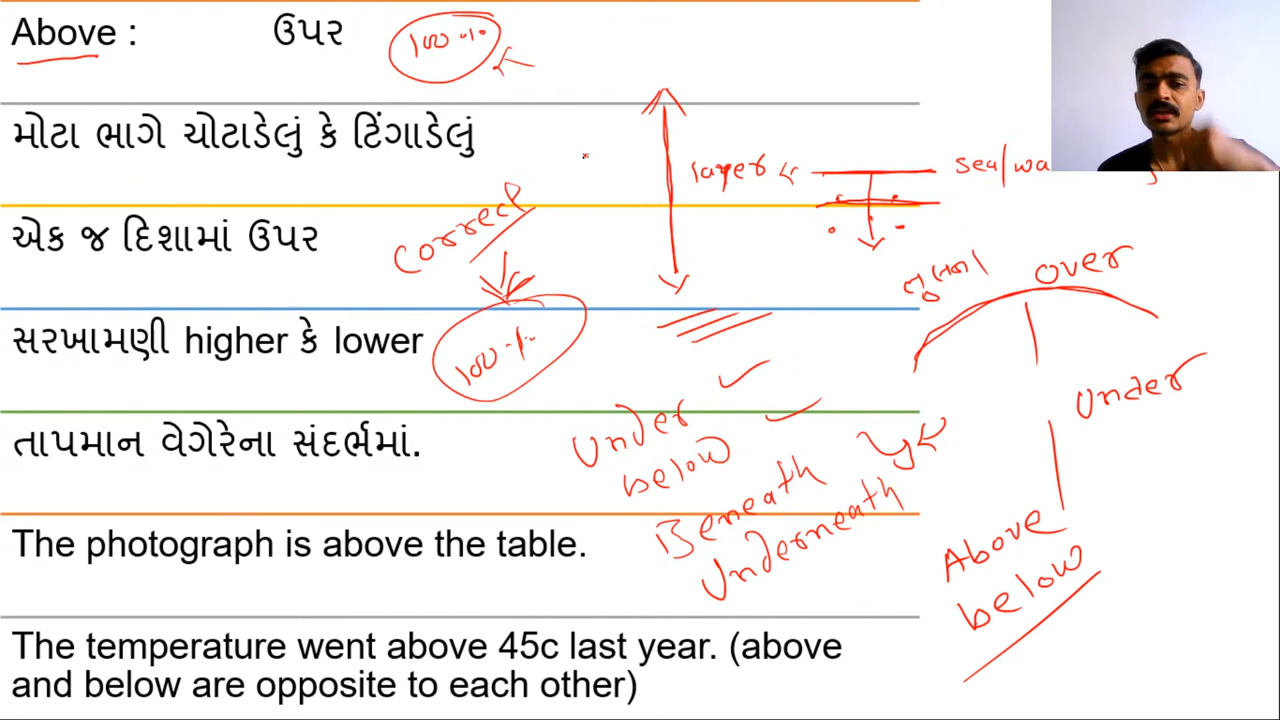 Above : ઉપર 100%
મોટા ભાગે ચોટાડેલું કે ટિંગાડેલું
layer
sea/wa
એક જ દિશામાં ઉપર
correct
તુલના
over
સરખામણી higher કે lower
100%
under
under
below
તાપમાન વેગેરેના સંદર્ભમાં.
Beneath
underneath
The photograph is above the table.
Above
below
The temperature went above 45c last year. (above
and below are opposite to each other)